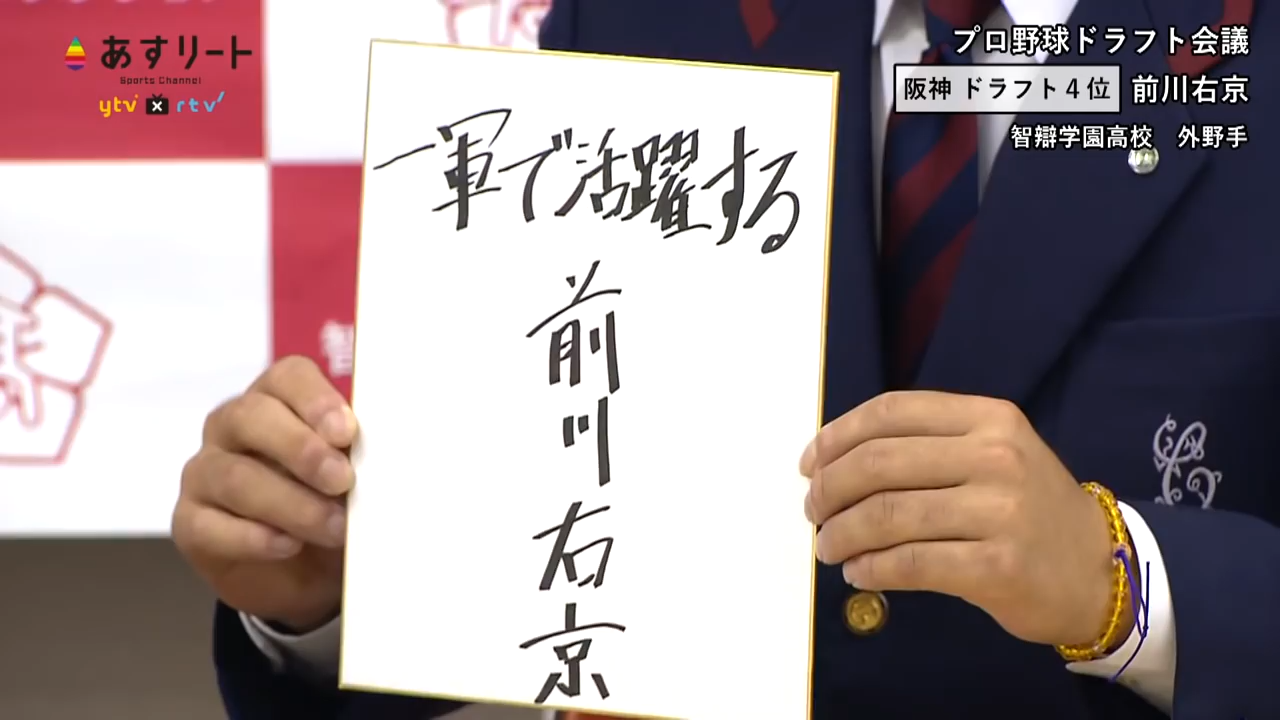 あすリート
Sports Channel
ytv×rtv
プロ野球ドラフト会議
阪神 ドラフト4位 前川右京
智辯学園高校 外野手
一軍で活躍する
前川右京
智